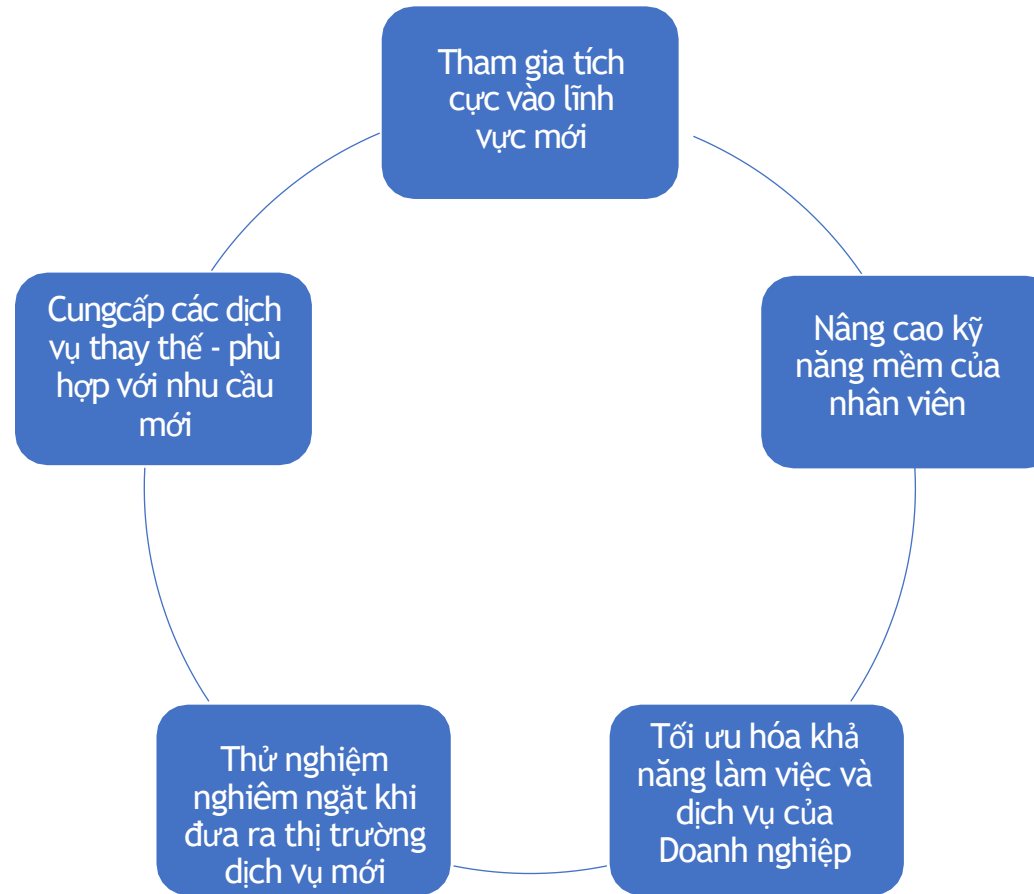 Tham gia tích
cực vào lĩnh
vực mới
Nâng cao kỹ
năng mềm của
nhân viên
Tối ưu hóa khả
năng làm việc và
dịch vụ của
Doanh nghiệp
Thử nghiệm
nghiêm ngặt khi
đưa ra thị trường
dịch vụ mới
Cungcấp các dịch
vụ thay thế - phù
hợp với nhu cầu
mới